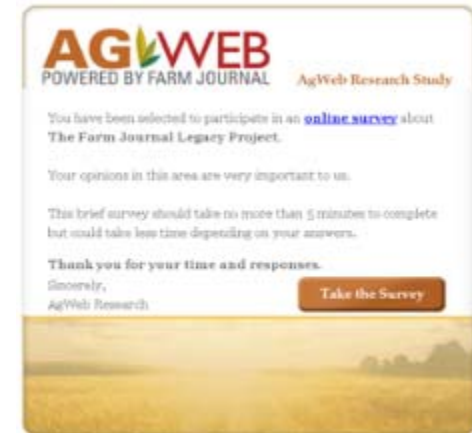 AGWEB
POWERED BY FARM JOURNAL
AgWeb Research Study
You have been selected to participate in an online survey about
The Farm Journal Legacy Project.
Your opinions in this area are very important to us.
This brief survey should take no more than 5 minutes to complete
but could take less time depending on your answers.
Thank you for your time and responses.
Sincerely,
AgWeb Research
Take the Survey